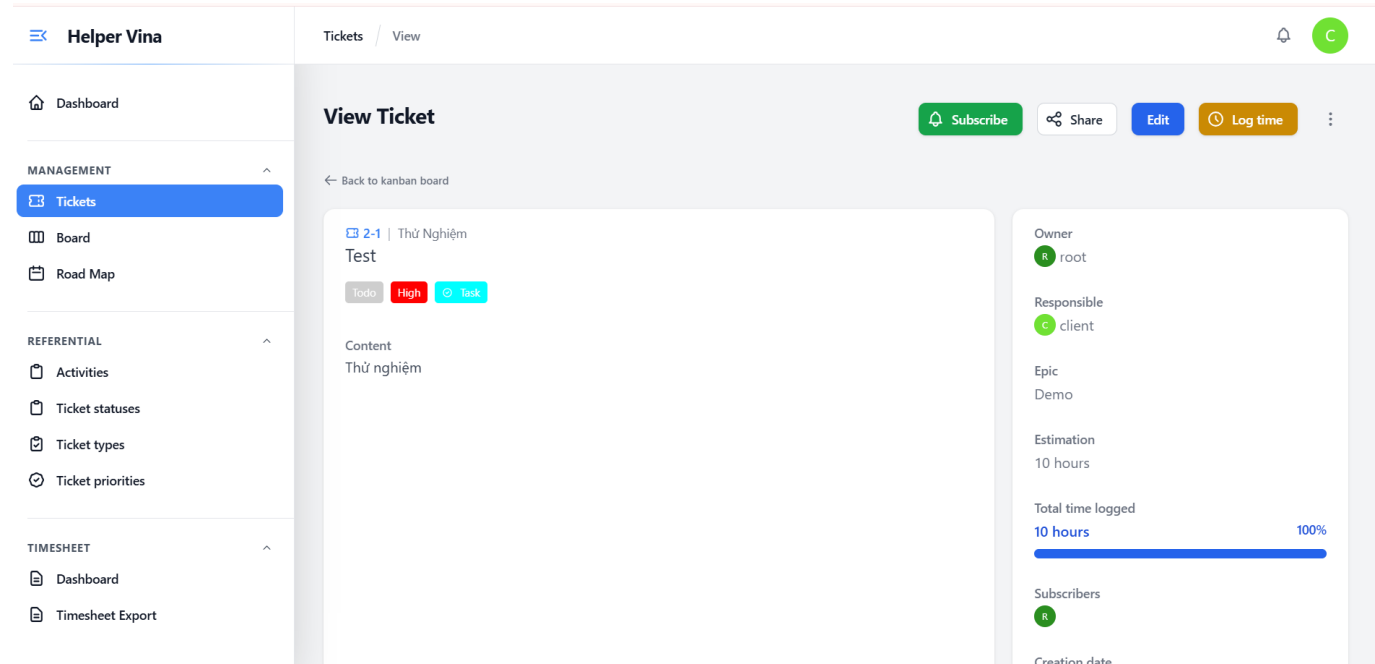 Helper Vina
Dashboard
MANAGEMENT
Tickets
Board
Road Map
REFERENTIAL
Activities
Ticket statuses
Ticket types
Ticket priorities
TIMESHEET
Dashboard
Timesheet Export
Tickets / View
C
View Ticket
Subscribe
Share
Edit
Log time
Back to kanban board
2-1 | Thử Nghiệm
Test
Todo High Task
Content
Thử nghiệm
Owner
R root
Responsible
C client
Epic
Demo
Estimation
10 hours
Total time logged
10 hours 100%
Subscribers
R
Creation date